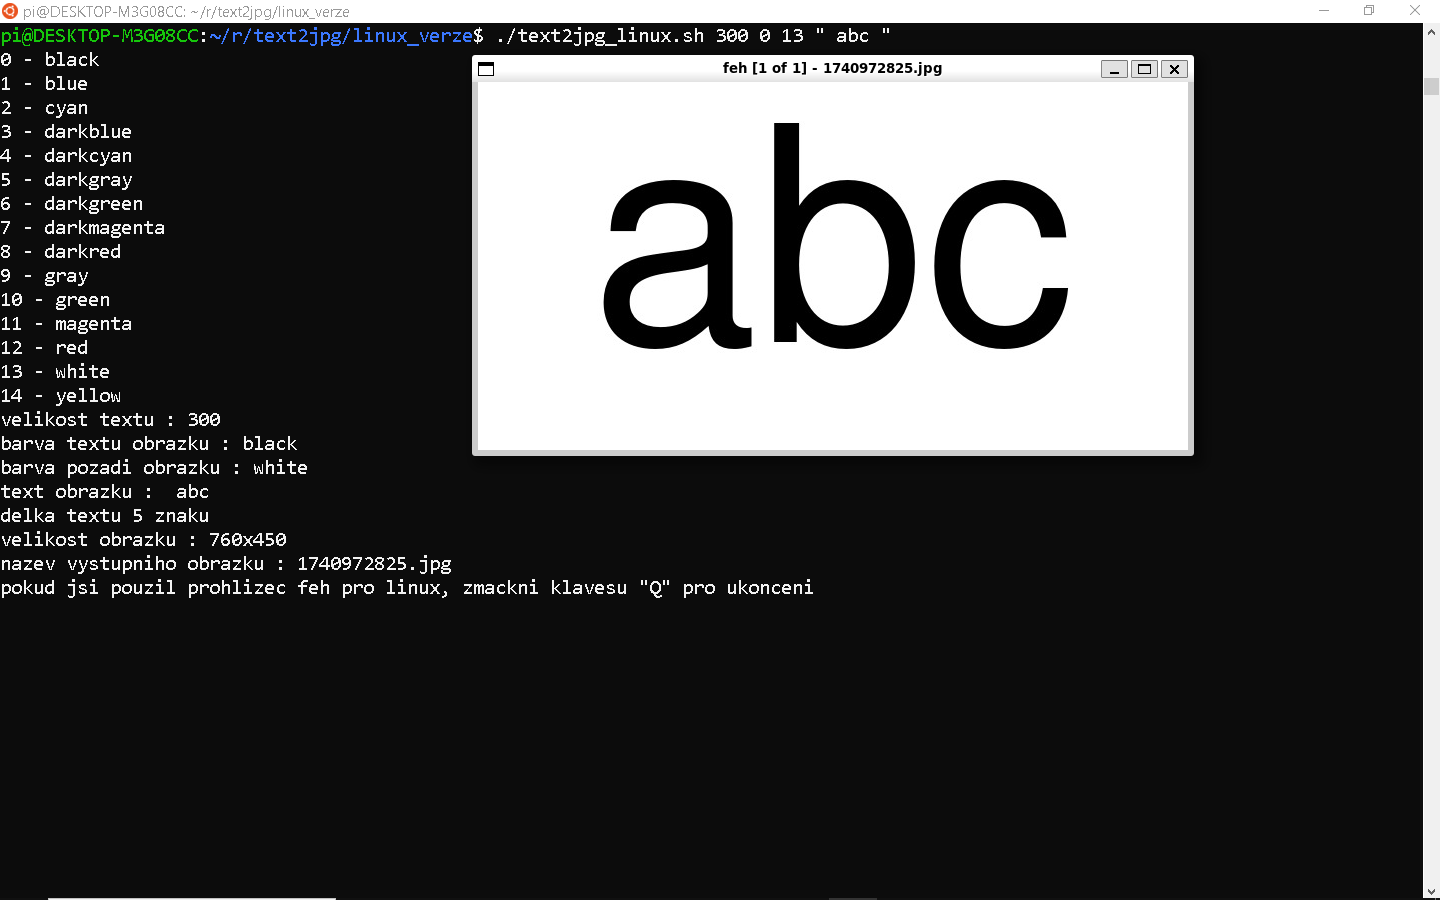 pi@DESKTOP-M3G08CC: ~/r/text2jpg/linux_verze
pi@DESKTOP-M3G08CC:~/r/text2jpg/linux_verze$ ./text2jpg_linux.sh 300 0 13 " abc "
0 - black
1 - blue
2 - cyan
3 - darkblue
4 - darkcyan
5 - darkgray
6 - darkgreen
7 - darkmagenta
8 - darkred
9 - gray
10 - green
11 - magenta
12 - red
13 - white
14 - yellow
velikost textu : 300
barva textu obrazku : black
barva pozadi obrazku : white
text obrazku :  abc
delka textu 5 znaku
velikost obrazku : 760x450
nazev vystupniho obrazku : 1740972825.jpg
pokud jsi pouzil prohlizec feh pro linux, zmackni klavesu "Q" pro ukonceni
feh [1 of 1] - 1740972825.jpg
abc